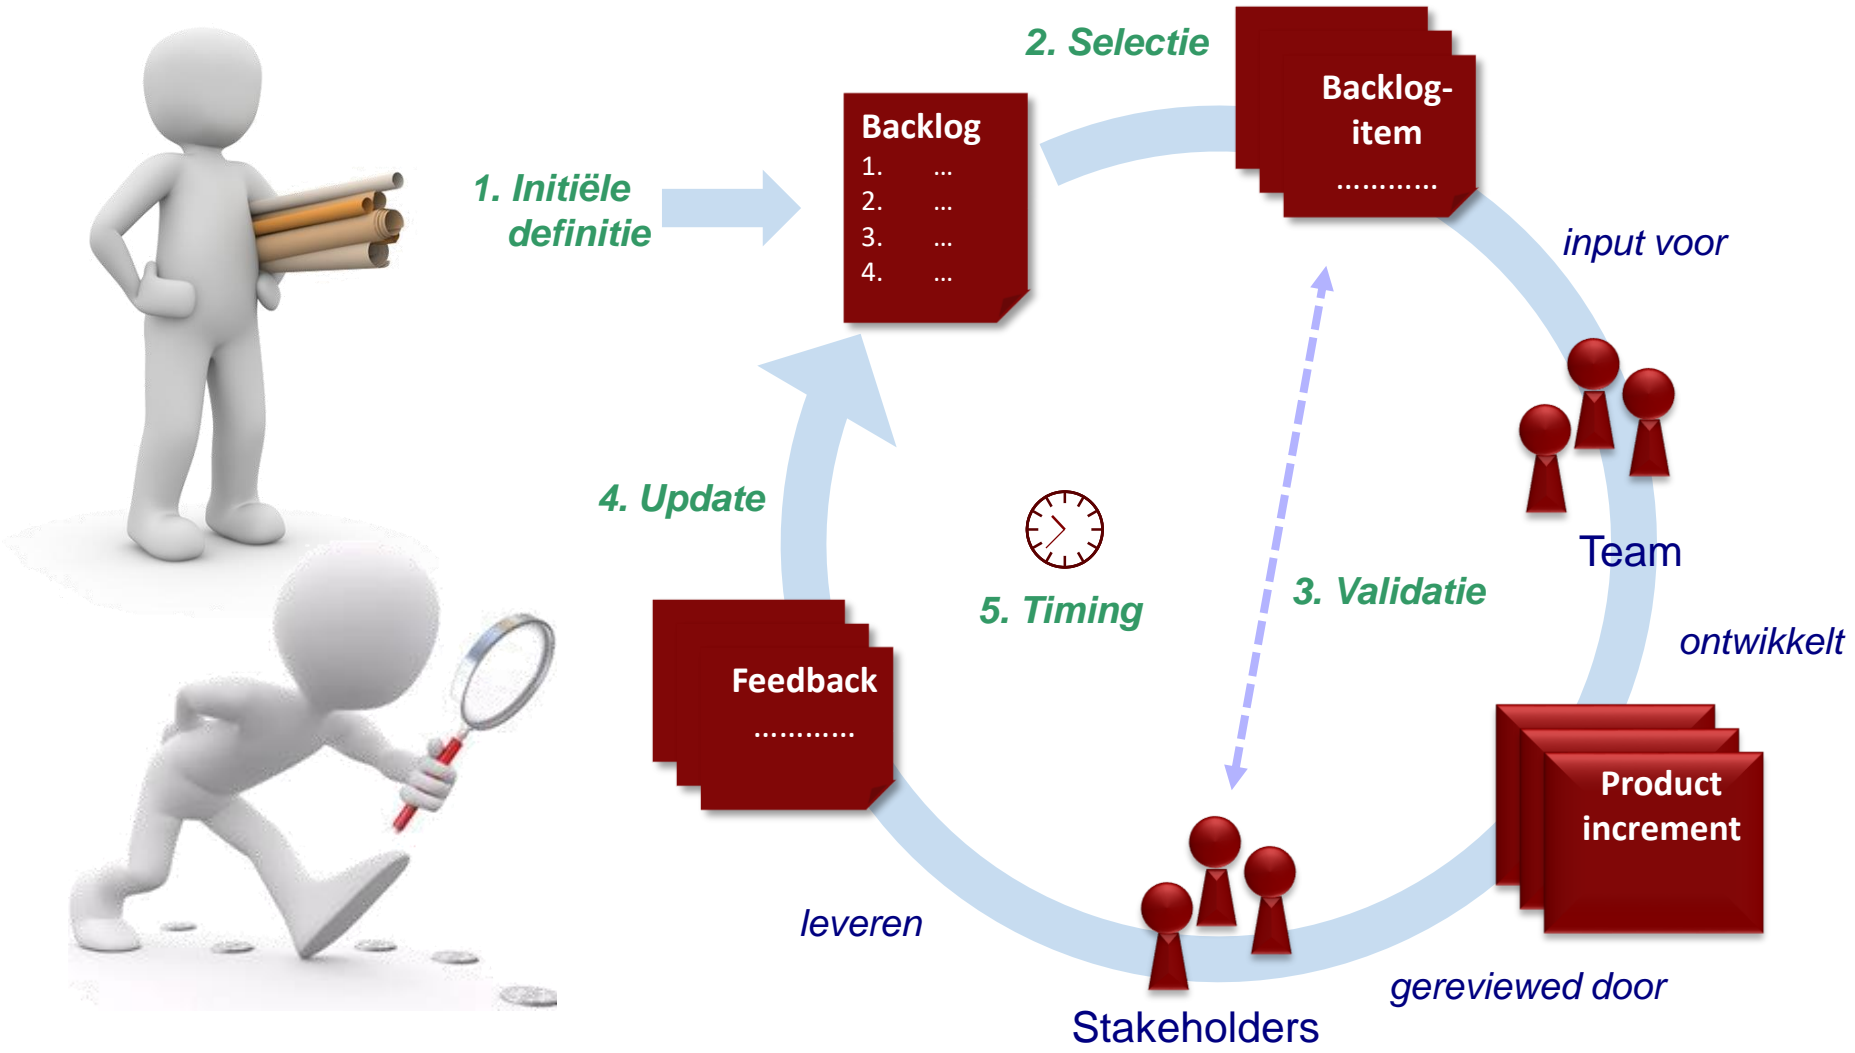 2. Selectie
Backlog-
item
............
Backlog
1. ...
2. ...
3. ...
4. ...
1. Initiële
definitie
input voor
4. Update
Team
5. Timing
3. Validatie
ontwikkelt
Feedback
............
Product
increment
leveren
gereviewed door
Stakeholders